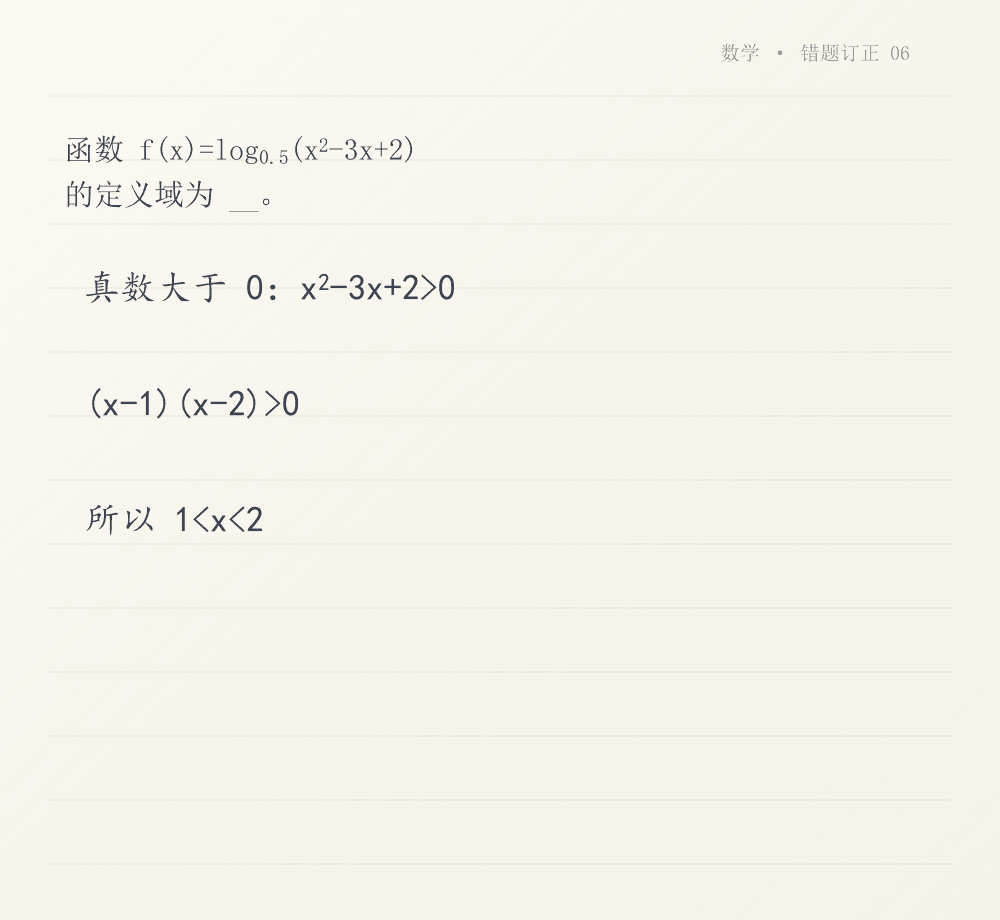 数学 • 错题订正 06
函数 f(x)=log₀.₅(x²−3x+2)
的定义域为 __。
真数大于 0：x²−3x+2>0
(x−1)(x−2)>0
所以 1<x<2